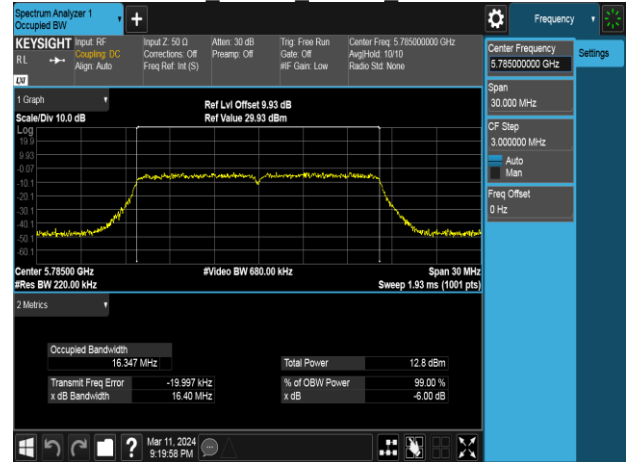 Spectrum Analyzer 1
Occupied BW
Frequency
KEYSIGHT
Input: RF
Coupling: DC
Align: Auto
Input Z: 50 Ω
Corrections: Off
Freq Ref: Int (S)
Atten: 30 dB
Preamp: Off
Trig: Free Run
Gate: Off
#IF Gain: Low
Center Freq: 5.785000000 GHz
Avg|Hold: 10/10
Radio Std: None
RL
LXI
Center Frequency
5.785000000 GHz
Settings
Span
30.000 MHz
CF Step
3.000000 MHz
Auto
Man
Freq Offset
0 Hz
1 Graph
Scale/Div 10.0 dB
Ref Lvl Offset 9.93 dB
Ref Value 29.93 dBm
Log
19.9
9.93
-0.07
-10.1
-20.1
-30.1
-40.1
-50.1
-60.1
Center 5.78500 GHz
#Video BW 680.00 kHz
Span 30 MHz
#Res BW 220.00 kHz
Sweep 1.93 ms (1001 pts)
2 Metrics
Occupied Bandwidth
16.347 MHz
Total Power 12.8 dBm
Transmit Freq Error -19.997 kHz
% of OBW Power 99.00 %
x dB Bandwidth 16.40 MHz
x dB -6.00 dB
Mar 11, 2024
9:19:58 PM